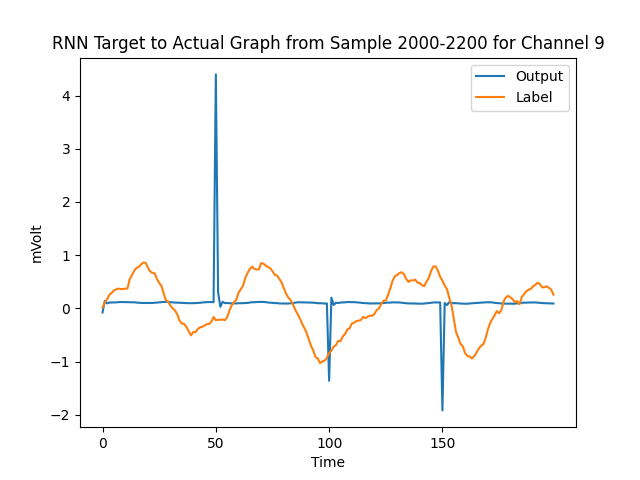 RNN Target to Actual Graph from Sample 2000-2200 for Channel 9
Output
Label
4
3
2
1
0
−1
−2
mVolt
0 50 100 150
Time